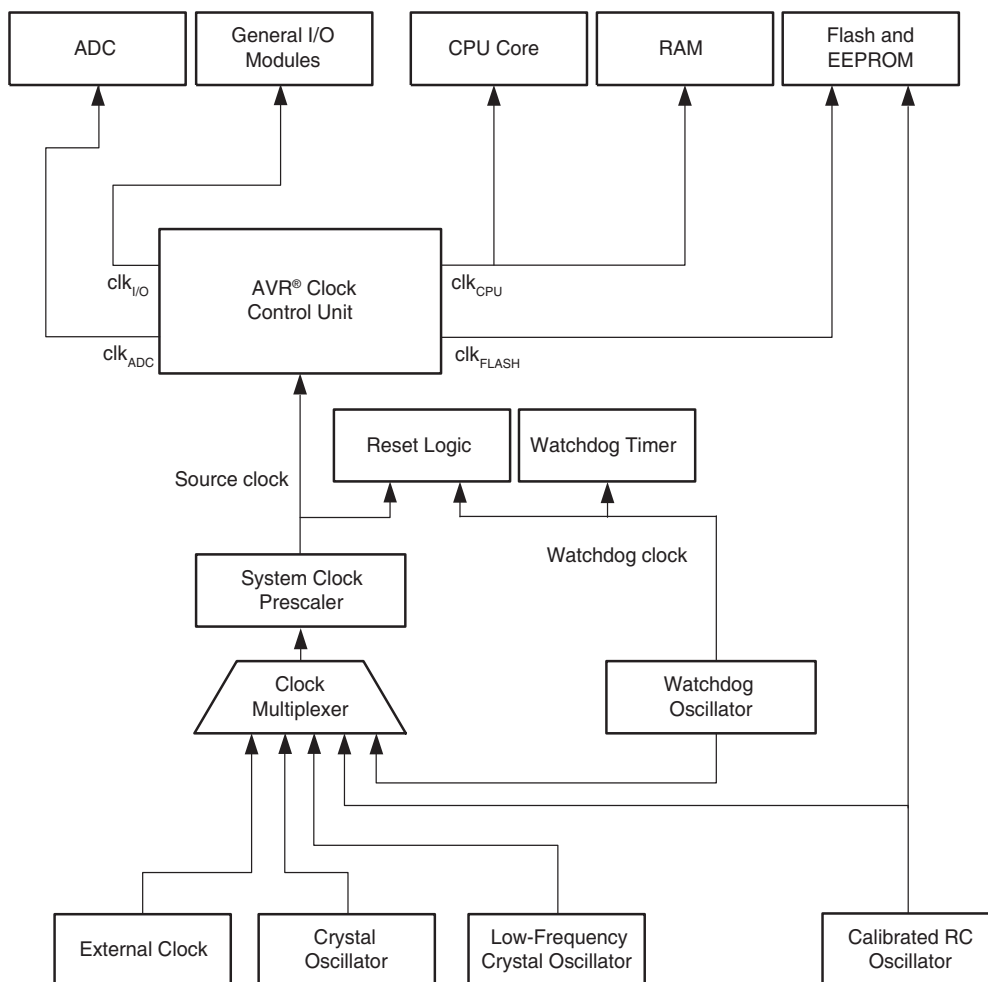 ADC
General I/O
Modules
CPU Core
RAM
Flash and
EEPROM
clkI/O
AVR® Clock
Control Unit
clkCPU
clkADC
clkFLASH
Reset Logic
Watchdog Timer
Source clock
Watchdog clock
System Clock
Prescaler
Clock
Multiplexer
Watchdog
Oscillator
External Clock
Crystal
Oscillator
Low-Frequency
Crystal Oscillator
Calibrated RC
Oscillator